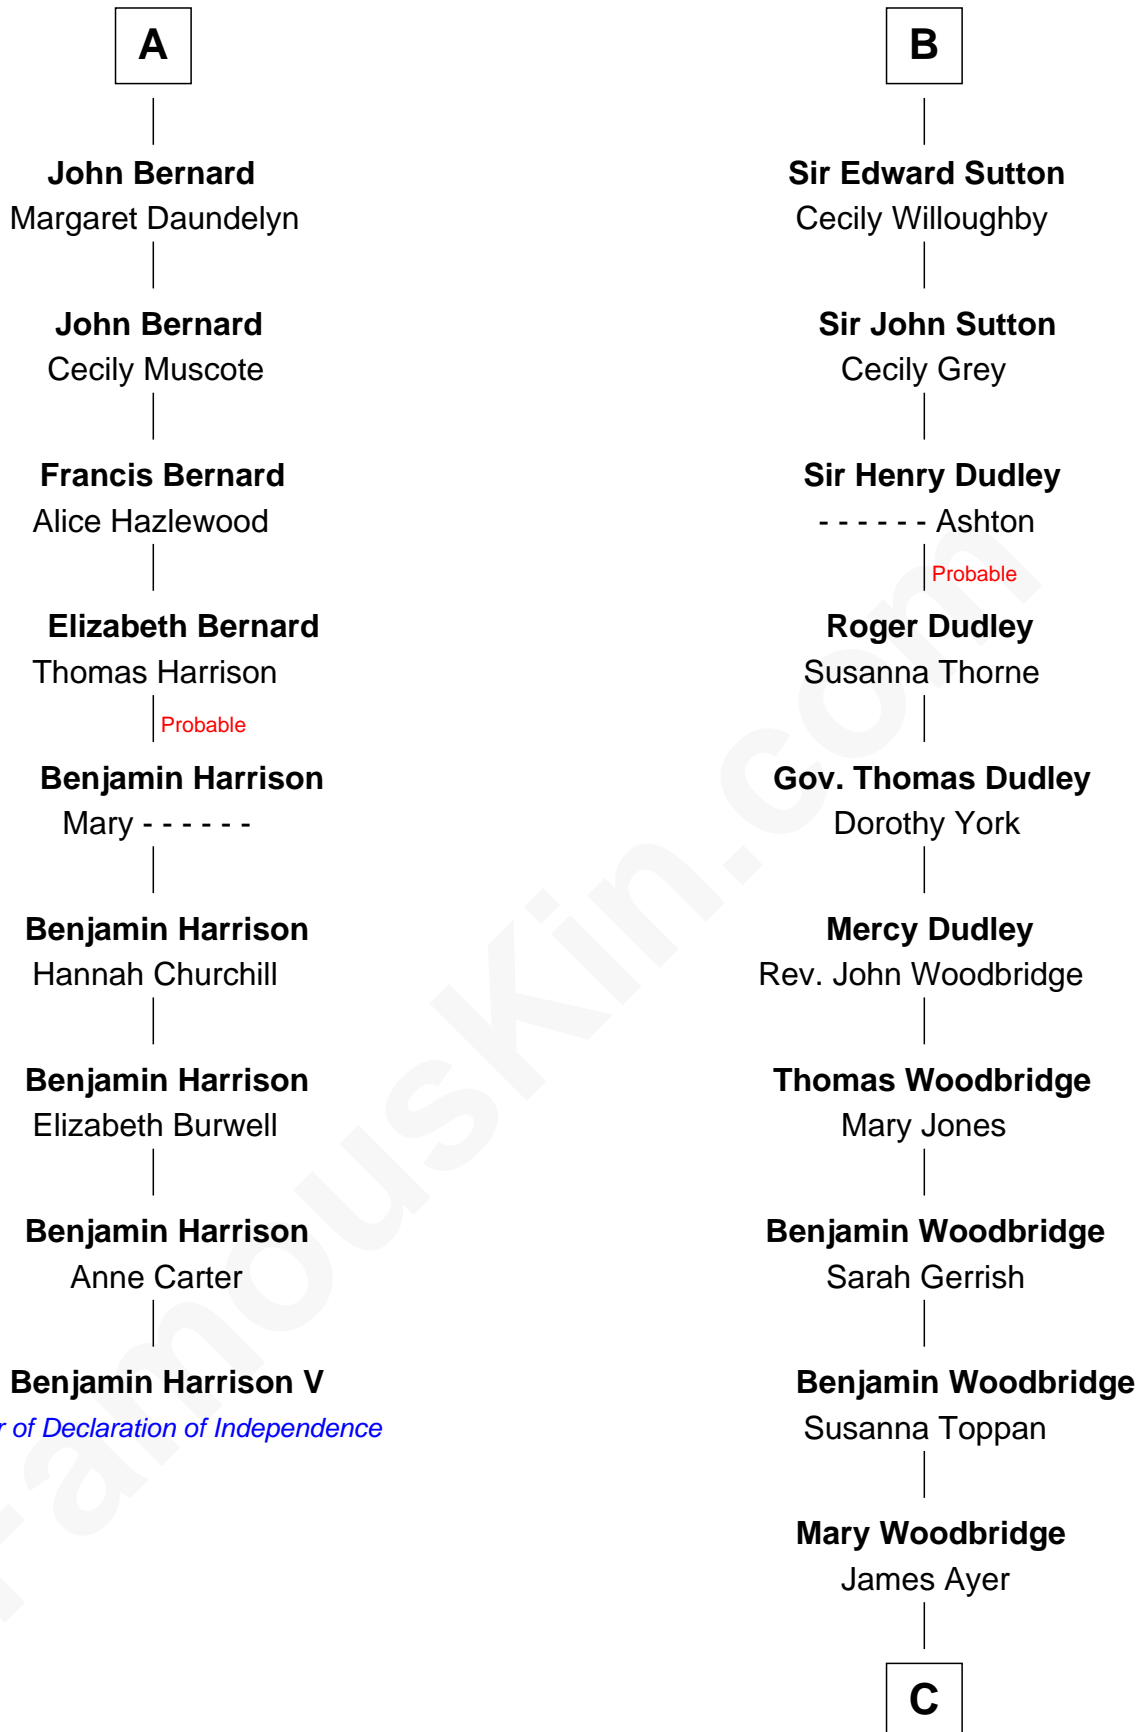 A
John Bernard
Margaret Daundelyn
John Bernard
Cecily Muscote
Francis Bernard
Alice Hazlewood
Elizabeth Bernard
Thomas Harrison
Probable
Benjamin Harrison
Mary - - - - - -
Benjamin Harrison
Hannah Churchill
Benjamin Harrison
Elizabeth Burwell
Benjamin Harrison
Anne Carter
Benjamin Harrison V
of Declaration of Independence
B
Sir Edward Sutton
Cecily Willoughby
Sir John Sutton
Cecily Grey
Sir Henry Dudley
- - - - - - Ashton
Probable
Roger Dudley
Susanna Thorne
Gov. Thomas Dudley
Dorothy York
Mercy Dudley
Rev. John Woodbridge
Thomas Woodbridge
Mary Jones
Benjamin Woodbridge
Sarah Gerrish
Benjamin Woodbridge
Susanna Toppan
Mary Woodbridge
James Ayer
C
FamousKin.com